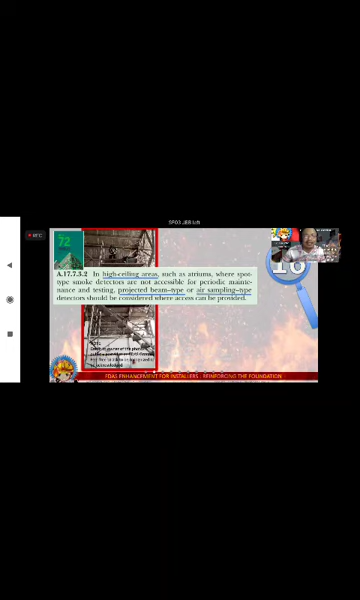 SP03 JBB Lift
72
16
A.17.7.3.2 In high-ceiling areas, such as atriums, where spot-
type smoke detectors are not accessible for periodic mainte-
nance and testing, projected beam–type or air sampling–type
detectors should be considered where access can be provided.
FDAS ENHANCEMENT FOR INSTALLERS : REINFORCING THE FOUNDATION